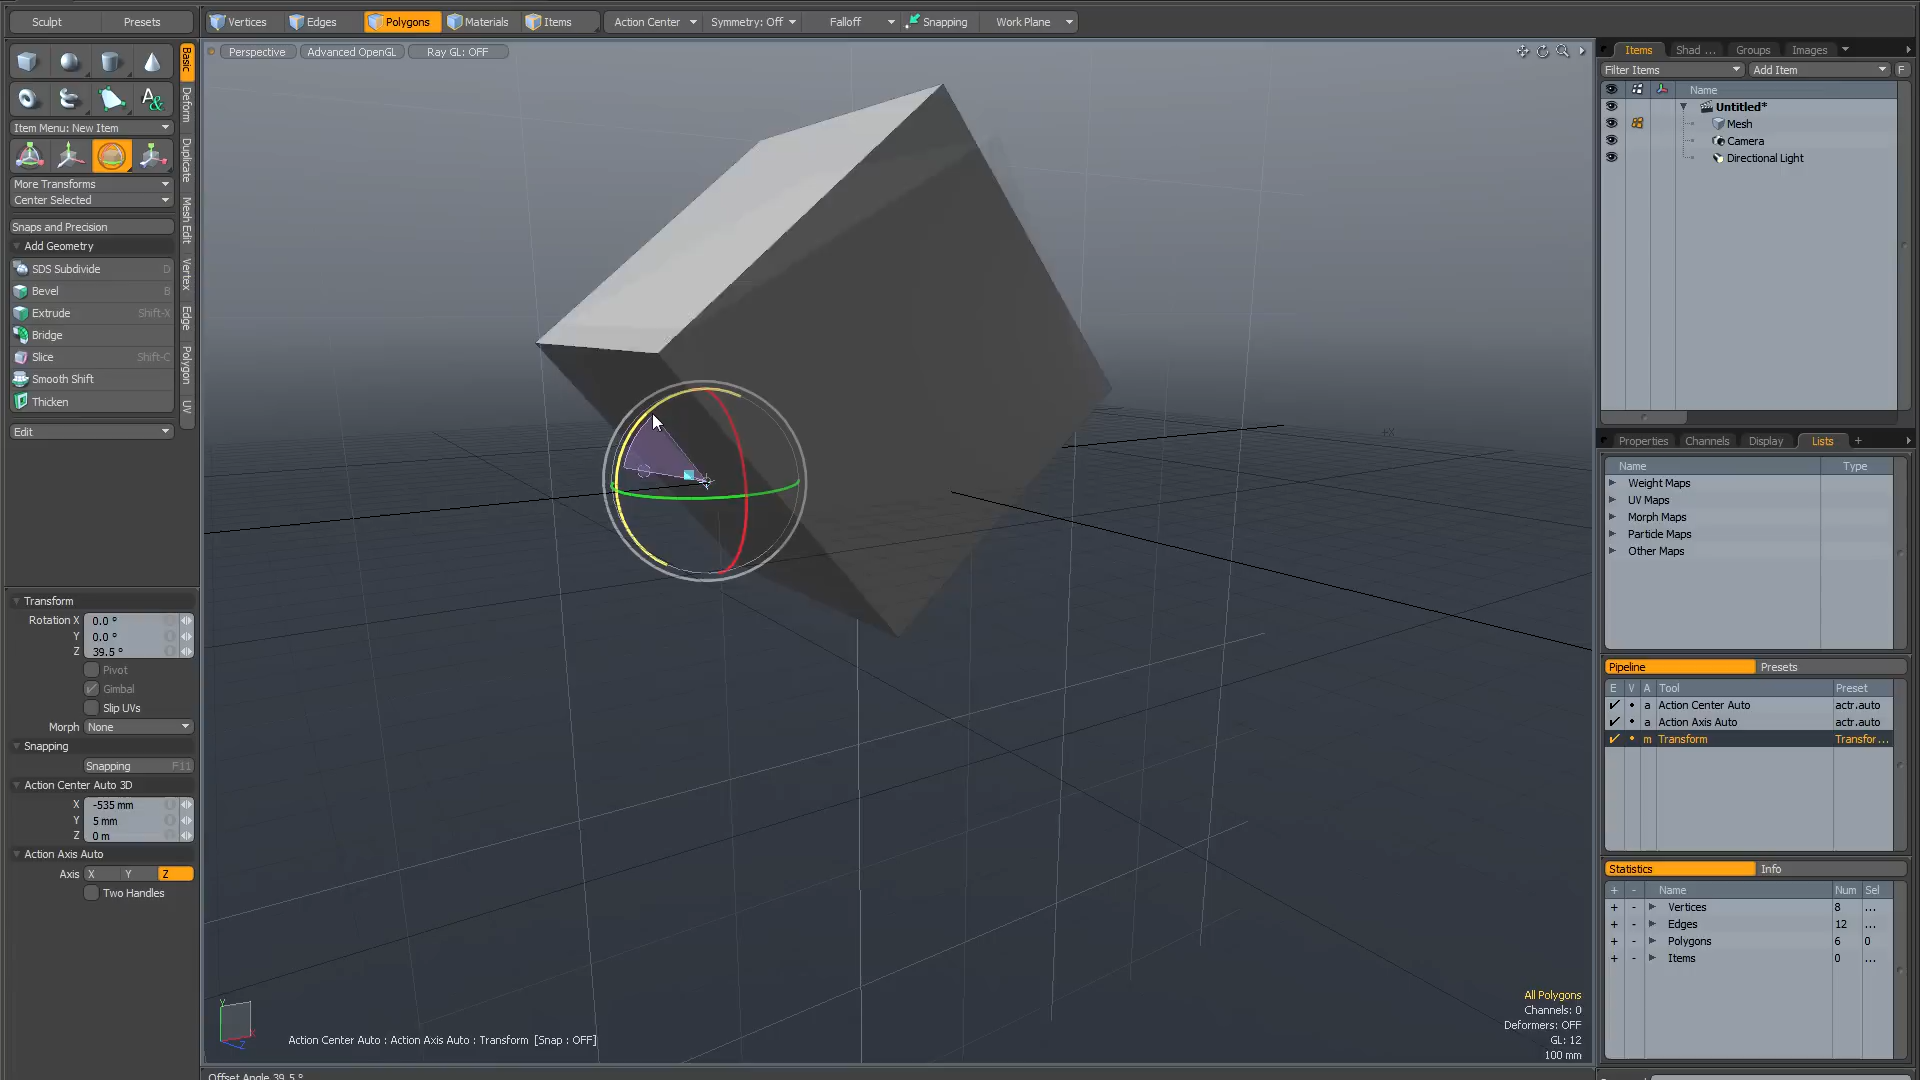 Sculpt
Presets
Vertices
Edges
Polygons
Materials
Items
Action Center
Symmetry: Off
Falloff
Snapping
Work Plane
Perspective
Advanced OpenGL
Ray GL: OFF
Item Menu: New Item
More Transforms
Center Selected
Snaps and Precision
Add Geometry
SDS Subdivide D
Bevel B
Extrude Shift-X
Bridge
Slice Shift-C
Smooth Shift
Thicken
Edit
Basic
Deform
Duplicate
Mesh Edit
Vertex
Edge
Polygon
UV
Transform
Rotation X 0.0 °
Y 0.0 °
Z 39.5 °
Pivot
Gimbal
Slip UVs
Morph None
Snapping
Snapping F11
Action Center Auto 3D
X -535 mm
Y 5 mm
Z 0 m
Action Axis Auto
Axis X Y Z
Two Handles
+X
Y
X
Z
Action Center Auto : Action Axis Auto : Transform [Snap : OFF]
Offset Angle 39.5 °
All Polygons
Channels: 0
Deformers: OFF
GL: 12
100 mm
Items
Shad ...
Groups
Images
Filter Items
Add Item
F
Name
Untitled*
Mesh
Camera
Directional Light
Properties
Channels
Display
Lists
+
Name Type
Weight Maps
UV Maps
Morph Maps
Particle Maps
Other Maps
Pipeline
Presets
E V A Tool Preset
a Action Center Auto actr.auto
a Action Axis Auto actr.auto
m Transform Transfor ...
Statistics
Info
+ - Name Num Sel
+ - Vertices 8 ...
+ - Edges 12 ...
+ - Polygons 6 0
+ - Items 0 ...